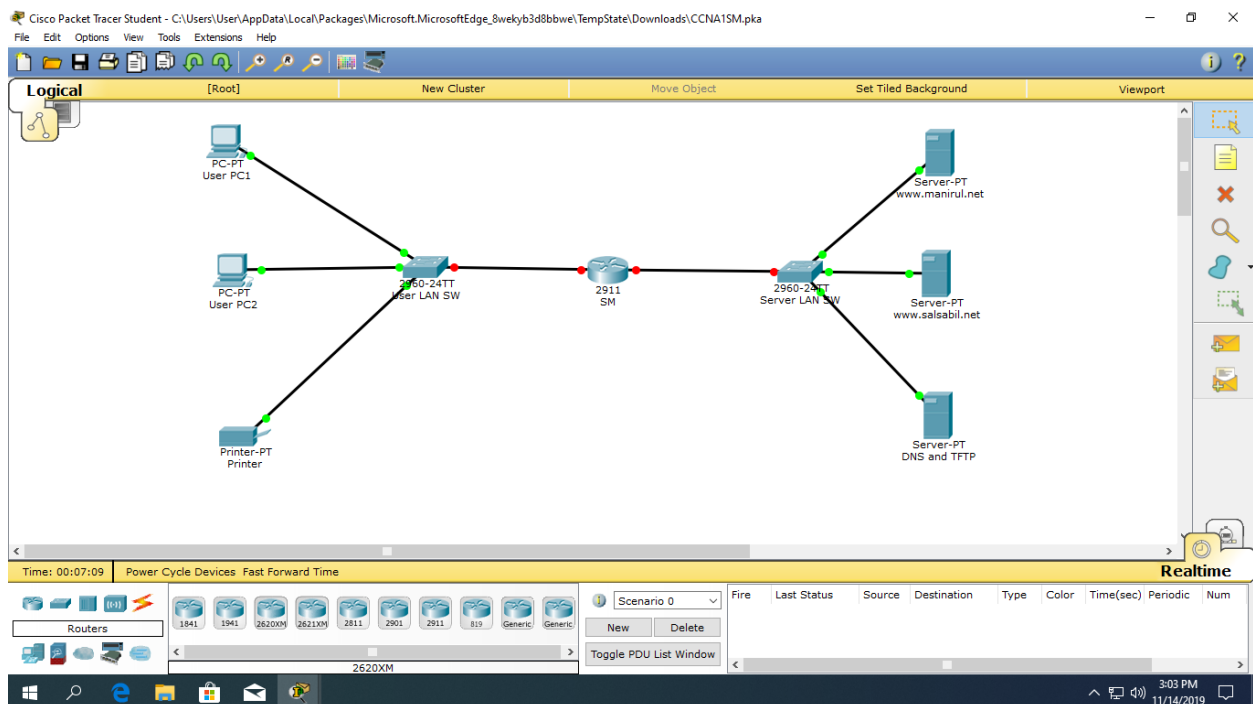 Cisco Packet Tracer Student - C:\Users\User\AppData\Local\Packages\Microsoft.MicrosoftEdge_8wekyb3d8bbwe\TempState\Downloads\CCNA1SM.pka
File Edit Options View Tools Extensions Help
Logical [Root] New Cluster Move Object Set Tiled Background Viewport
PC-PT
User PC1
Server-PT
www.manirul.net
PC-PT
User PC2
2960-24TT
User LAN SW
2911
SM
2960-24TT
Server LAN SW
Server-PT
www.salsabil.net
Printer-PT
Printer
Server-PT
DNS and TFTP
Time: 00:07:09 Power Cycle Devices Fast Forward Time Realtime
Routers
1841 1941 2620XM 2621XM 2811 2901 2911 819 Generic Generic
2620XM
Scenario 0
New Delete
Toggle PDU List Window
Fire Last Status Source Destination Type Color Time(sec) Periodic Num
3:03 PM
11/14/2019